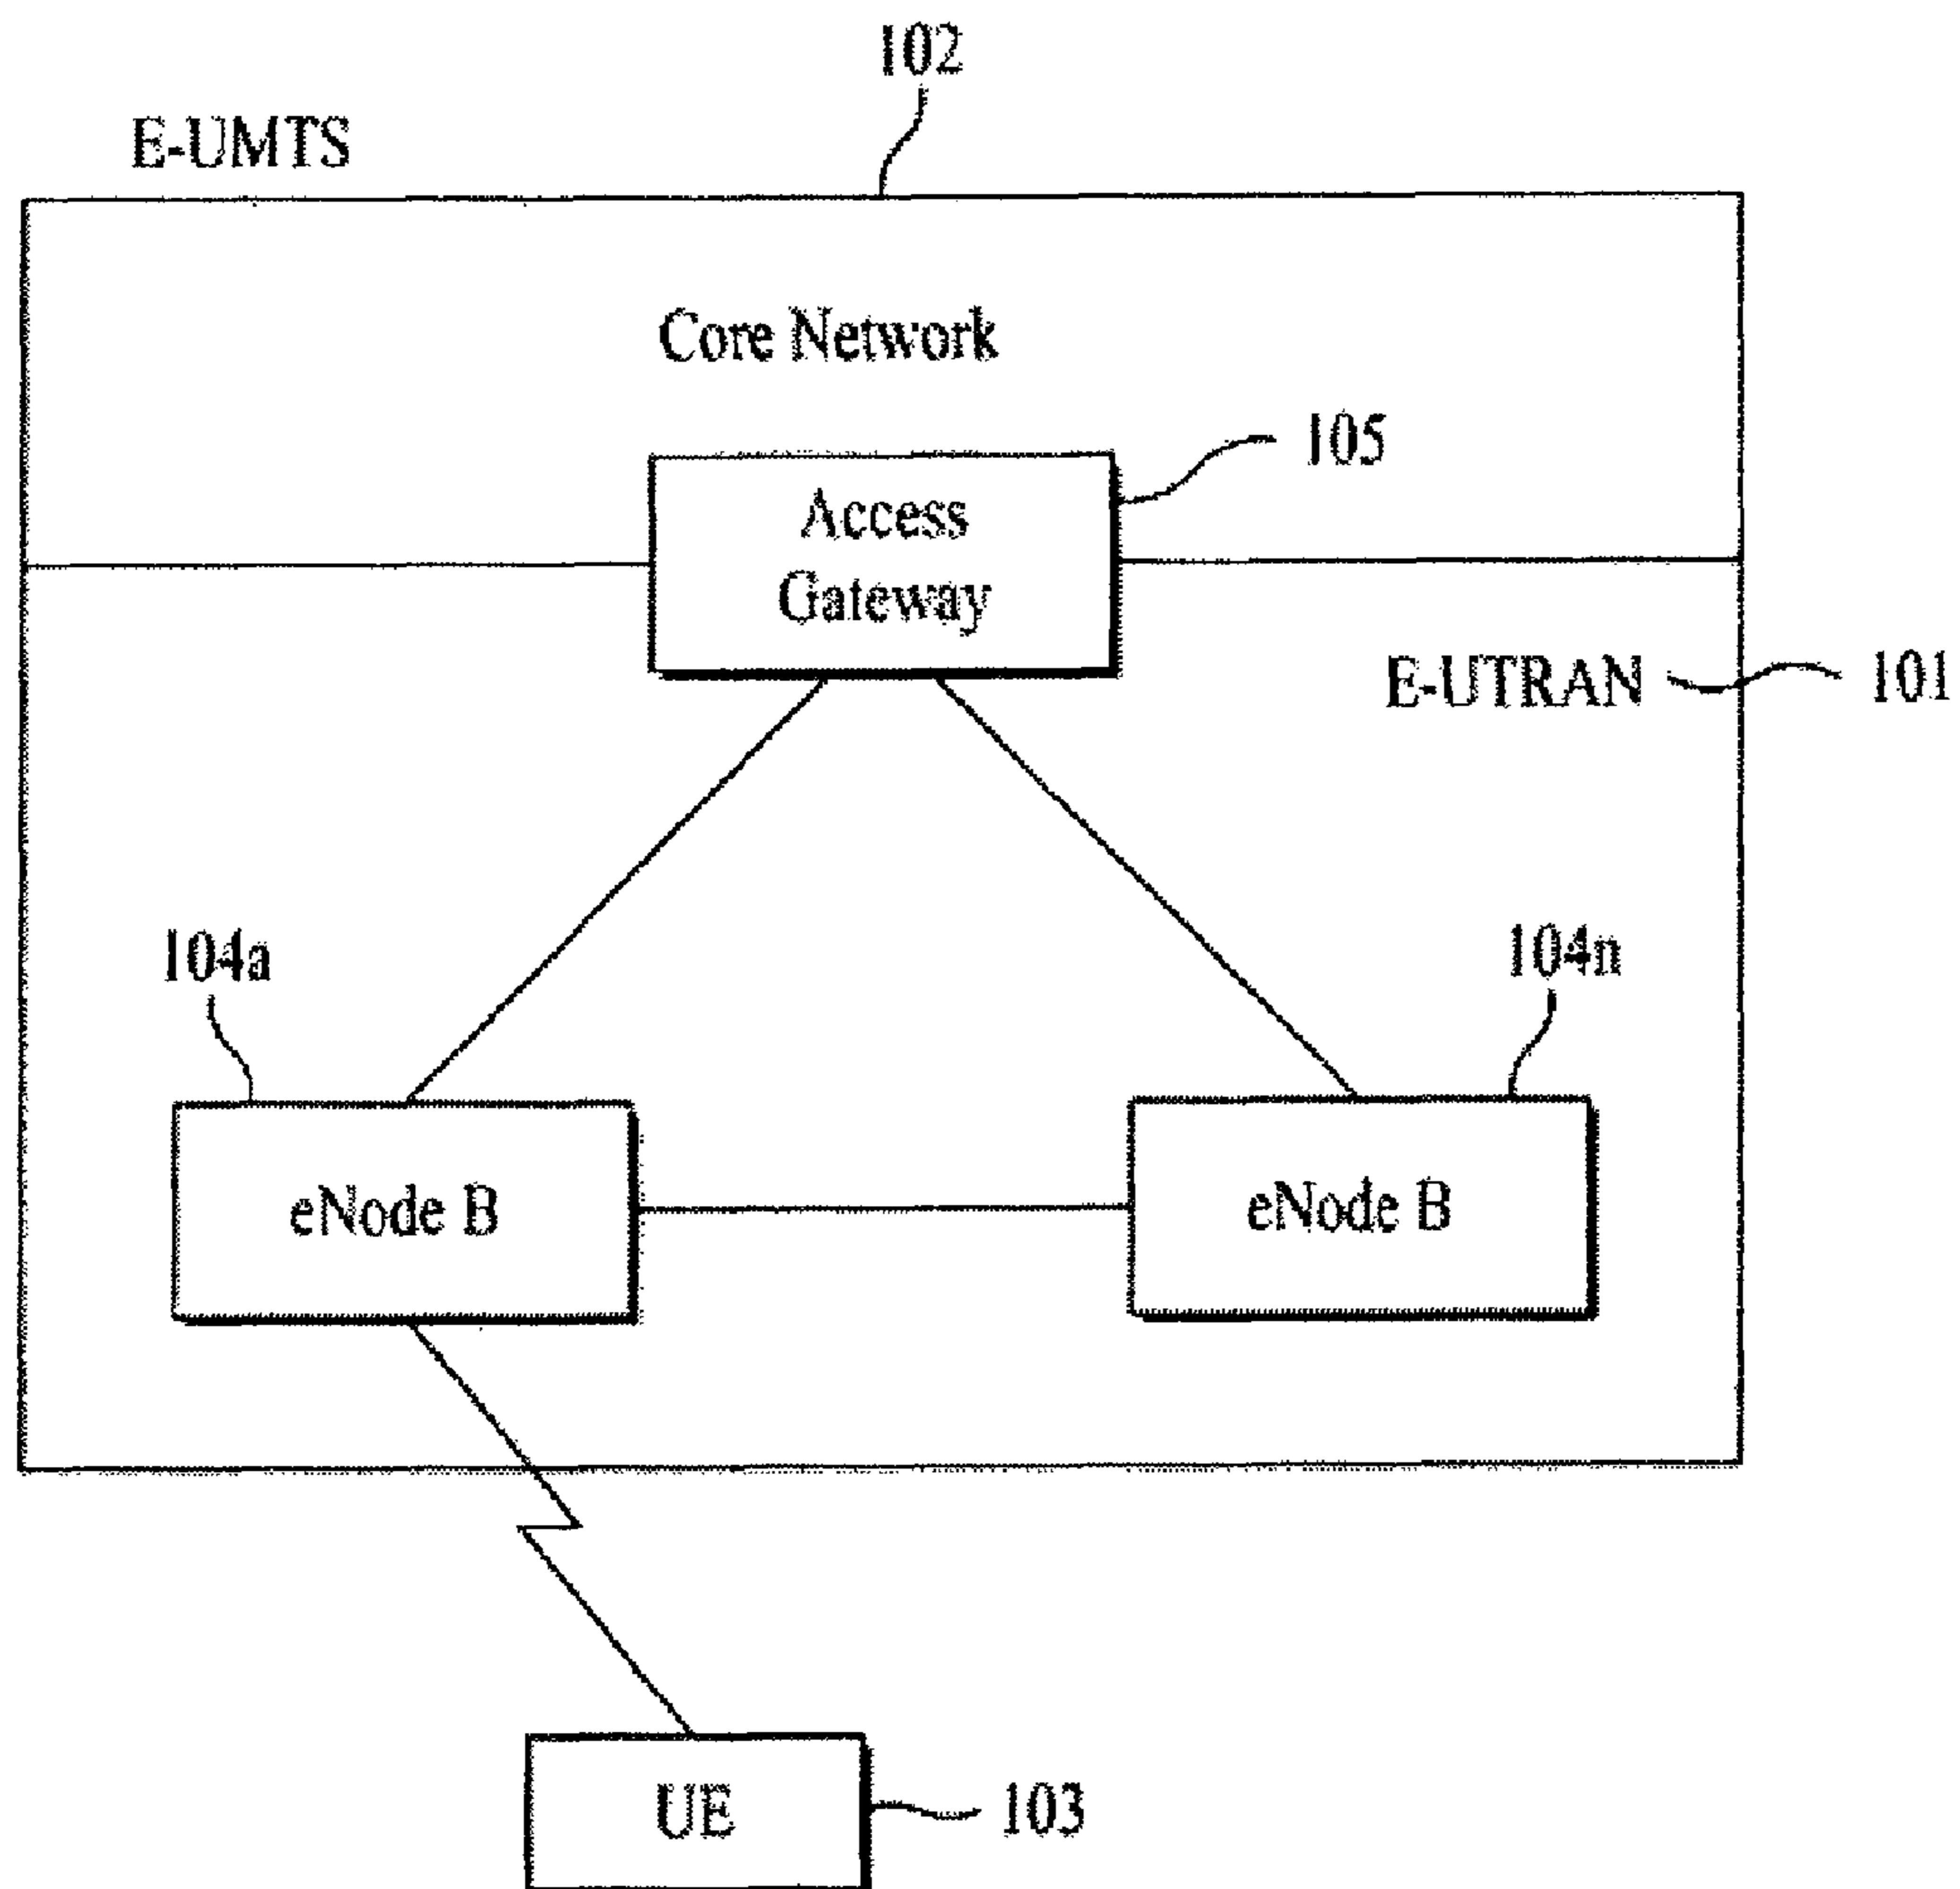 102
E-UMTS
Core Network
105
Access
Gateway
E-UTRAN
101
104a
104n
eNode B
eNode B
UE
103